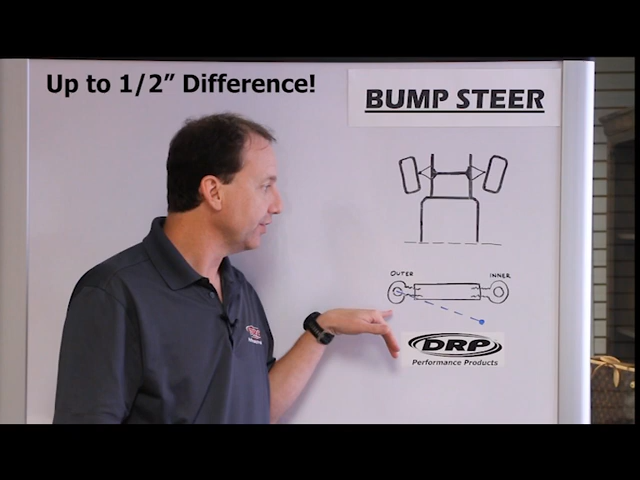 Up to 1/2” Difference!
BUMP STEER
OUTER
INNER
DRP
Performance Products